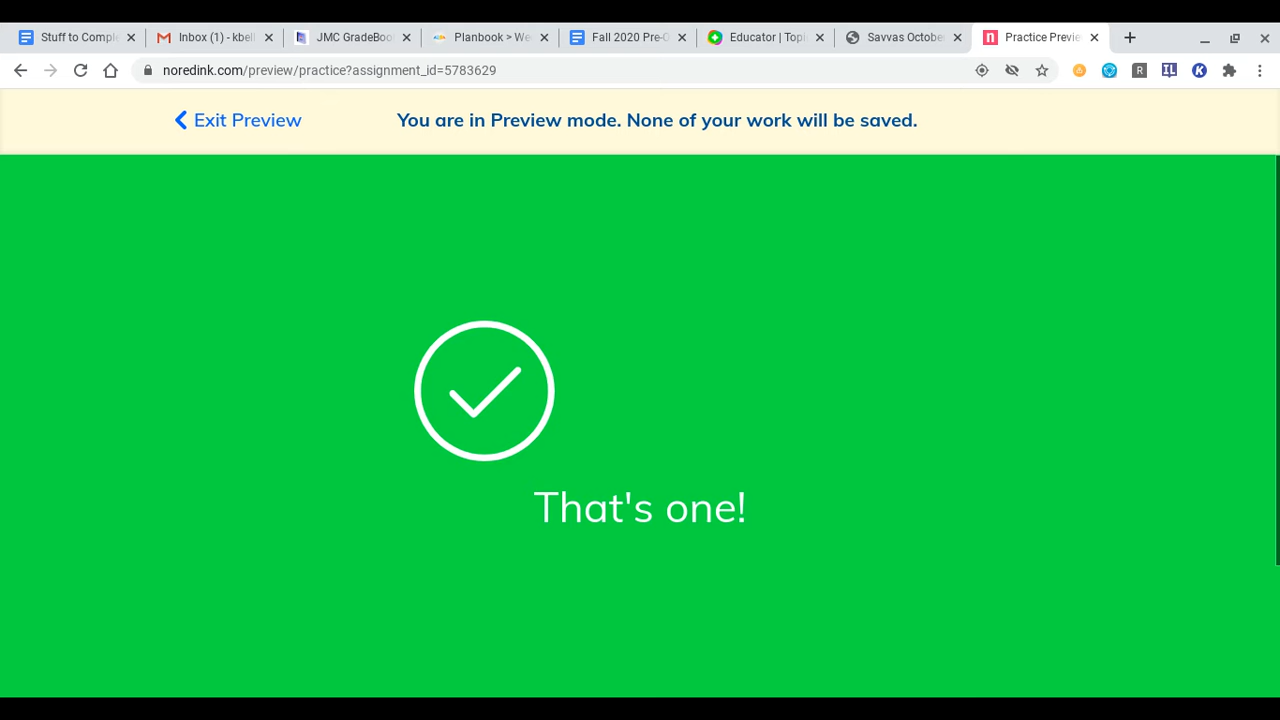 Stuff to Comple
Inbox (1) - kbell
JMC GradeBoo
Planbook > We
Fall 2020 Pre-O
Educator | Topi
Savvas Octobe
Practice Previe
noredink.com/preview/practice?assignment_id=5783629
R
IL
K
Exit Preview
You are in Preview mode. None of your work will be saved.
That's one!